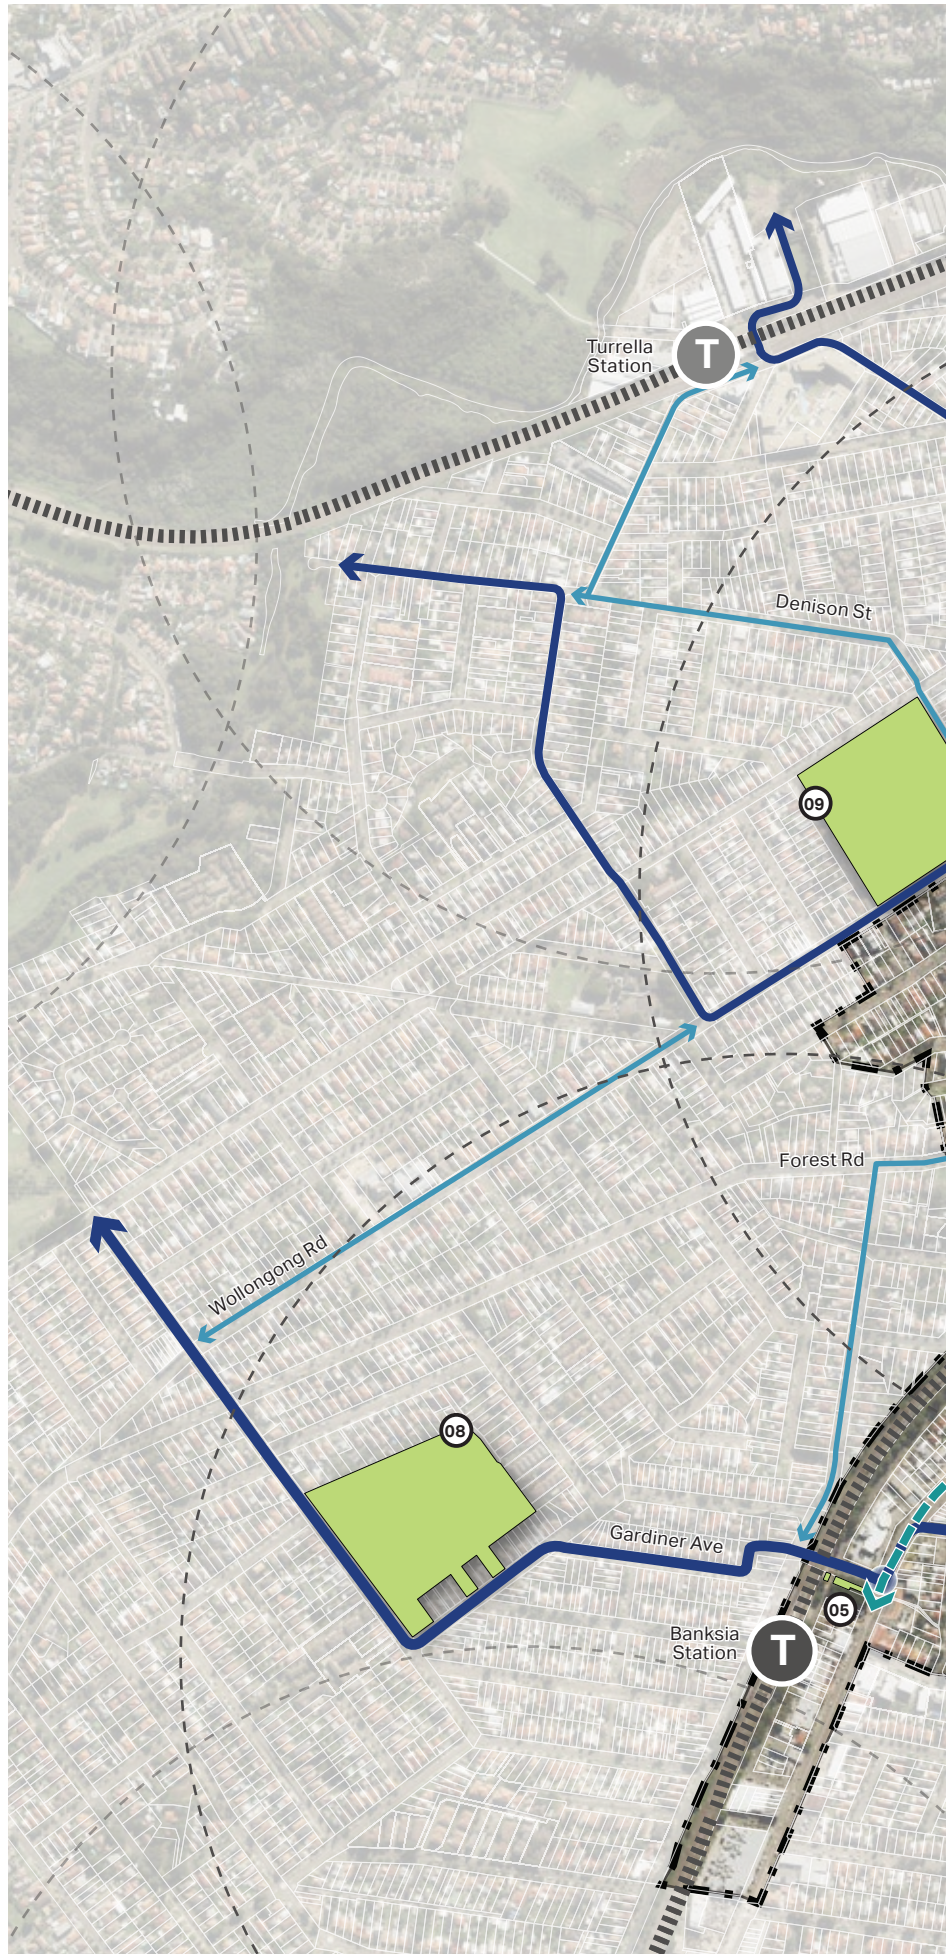 Turrella
Station
T
Denison St
09
Forest Rd
Wollongong Rd
08
Gardiner Ave
05
Banksia
Station
T